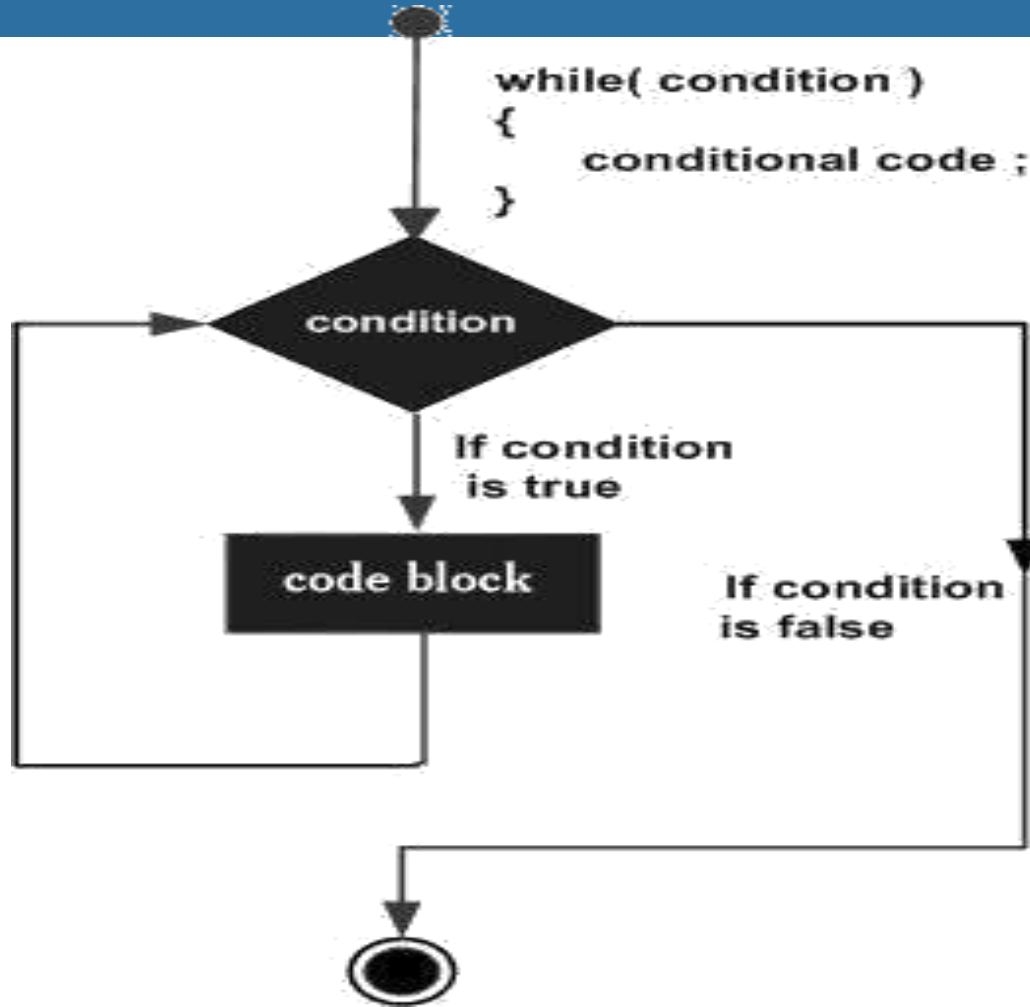 while( condition )
{
conditional code ;
}
condition
If condition
is true
code block
If condition
is false